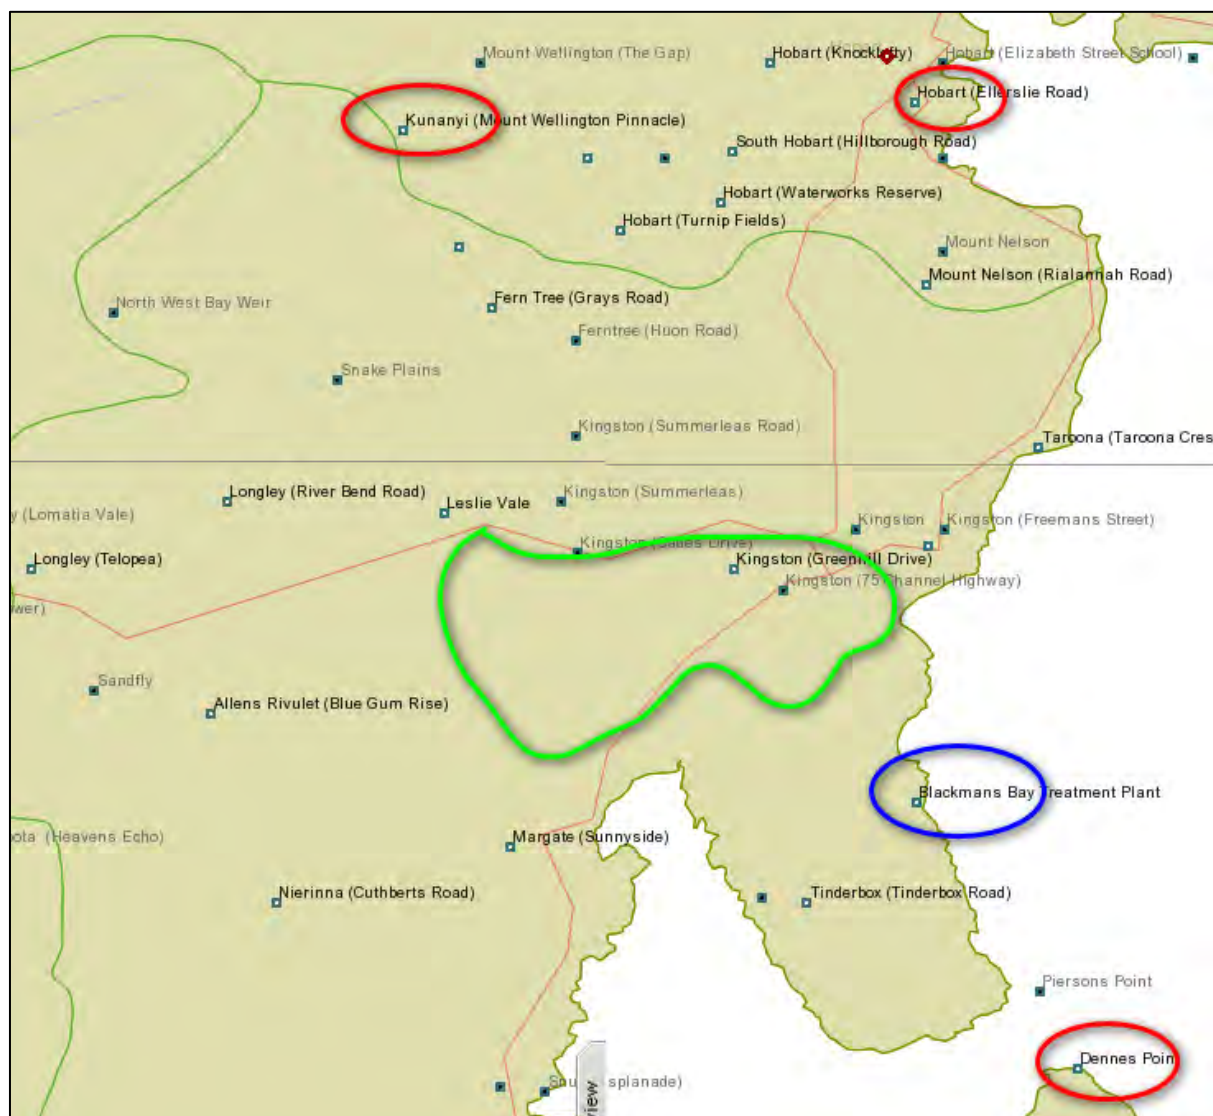 Mount Wellington (The Gap)
Hobart (Knocklofty)
Hobart (Elizabeth Street School)
Kunanyi (Mount Wellington Pinnacle)
Hobart (Ellerslie Road)
South Hobart (Hillborough Road)
Hobart (Waterworks Reserve)
Hobart (Turnip Fields)
Mount Nelson
Mount Nelson (Rialannah Road)
North West Bay Weir
Fern Tree (Grays Road)
Ferntree (Huon Road)
Snake Plains
Kingston (Summerleas Road)
Taroona (Taroona Cres
Longley (River Bend Road)
Leslie Vale
Kingston (Summerleas)
y (Lomatia Vale)
Kingston
Kingston (Freemans Street)
Longley (Telopea)
Kingston Drive)
Kingston (Greenhill Drive)
Kingston (75 Channel Highway)
wer)
Sandfly
Allens Rivulet (Blue Gum Rise)
Blackmans Bay Treatment Plant
ota (Heavens Echo)
Margate (Sunnyside)
Nierinna (Cuthberts Road)
Tinderbox (Tinderbox Road)
Piersons Point
Dennes Poin
splanade)
view